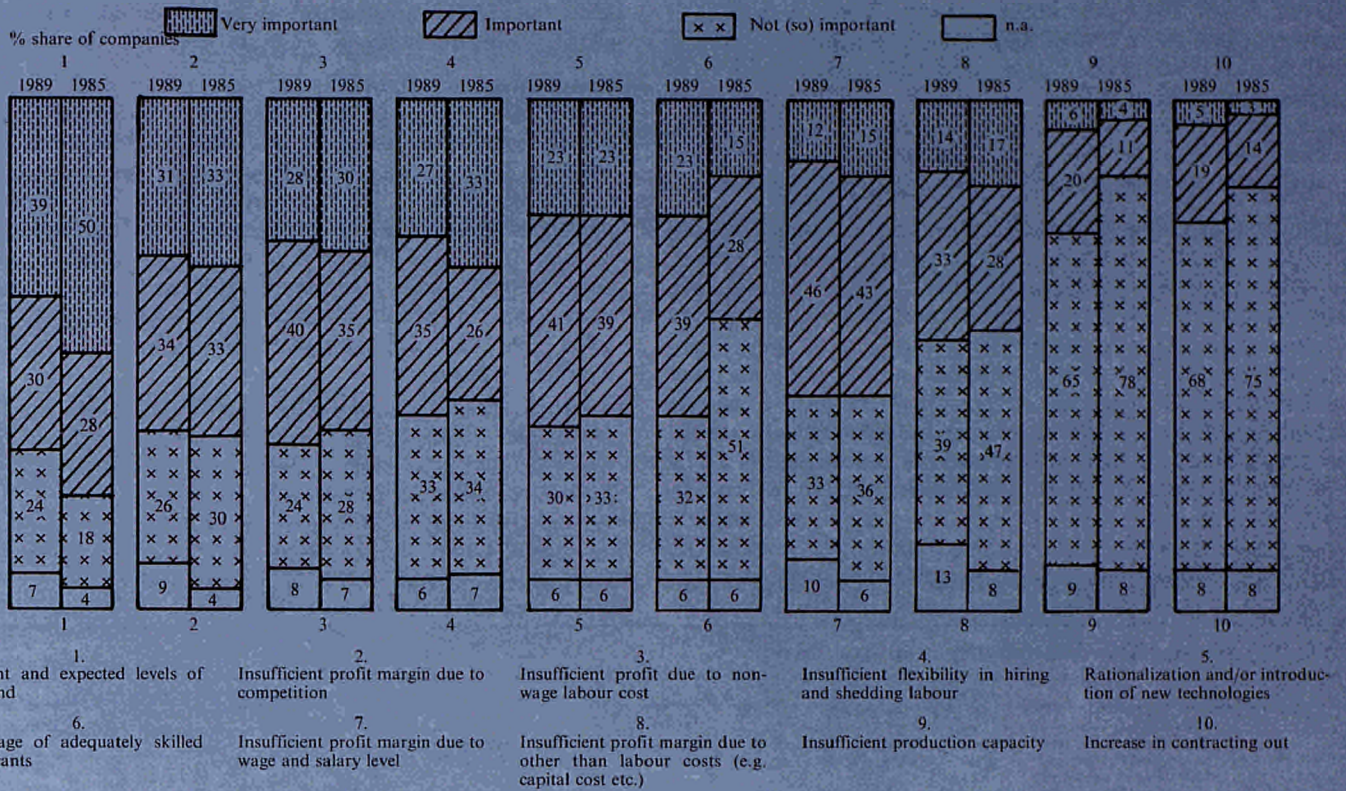 Very important
Important
Not (so) important
n.a.
% share of companies
1 2 3 4 5 6 7 8 9 10
1989 1985 1989 1985 1989 1985 1989 1985 1989 1985 1989 1985 1989 1985 1989 1985 1989 1985 1989 1985
39 50 31 33 28 30 27 33 23 23 23 15 12 15 14 17 6 4 5 3
30 28 34 33 40 35 35 26 41 39 39 28 46 43 33 28 20 11 19 14
24 18 26 30 24 28 33 34 30 33 32 51 33 36 39 47 65 78 68 75
7 4 9 4 8 7 6 7 6 6 6 6 10 6 13 8 9 8 8 8
1 2 3 4 5 6 7 8 9 10
1.
nt and expected levels of
nd
2.
Insufficient profit margin due to
competition
3.
Insufficient profit due to non-
wage labour cost
4.
Insufficient flexibility in hiring
and shedding labour
5.
Rationalization and/or introduc-
tion of new technologies
6.
age of adequately skilled
ants
7.
Insufficient profit margin due to
wage and salary level
8.
Insufficient profit margin due to
other than labour costs (e.g.
capital cost etc.)
9.
Insufficient production capacity
10.
Increase in contracting out